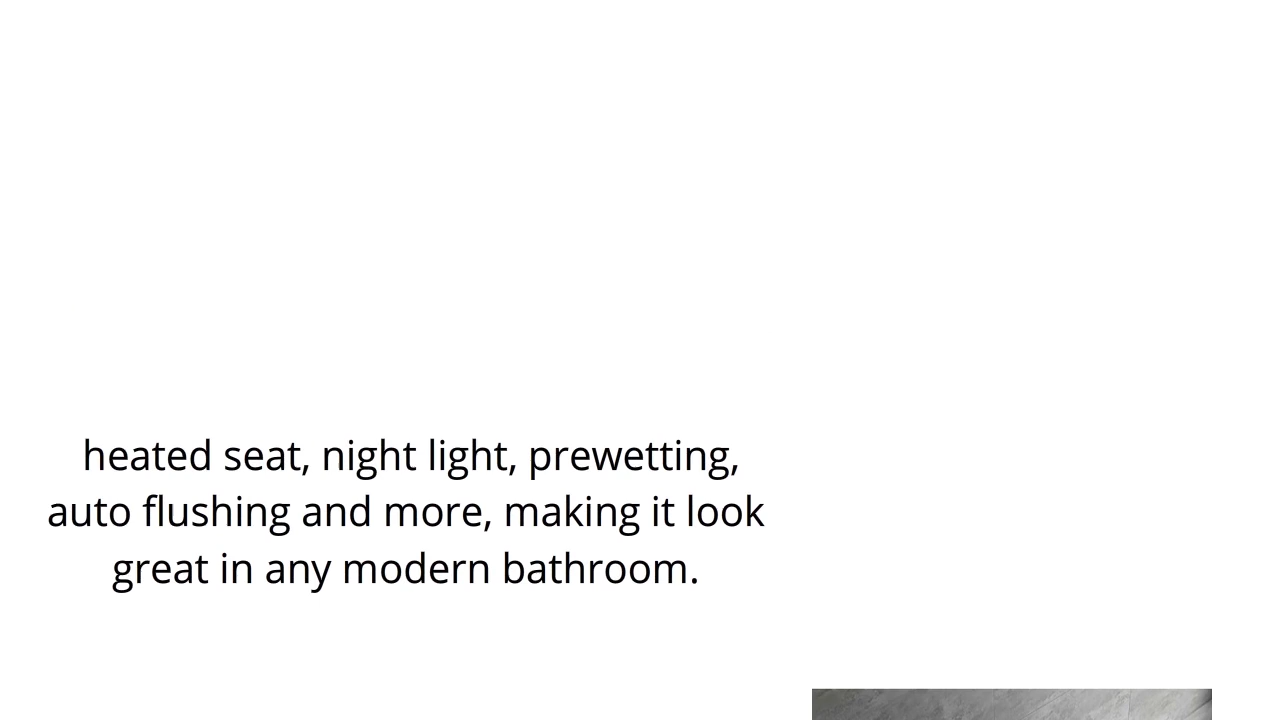 heated seat, night light, prewetting,
auto flushing and more, making it look
great in any modern bathroom.